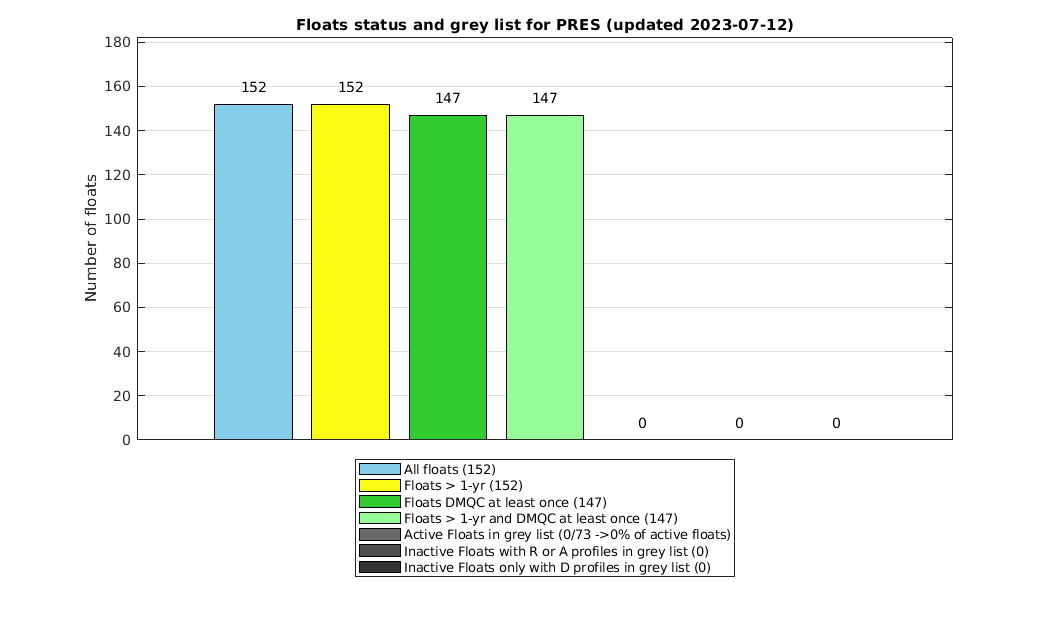 Floats status and grey list for PRES (updated 2023-07-12)
180
160
140
120
100
80
60
40
20
0
Number of floats
152
152
147
147
0
0
0
All floats (152)
Floats > 1-yr (152)
Floats DMQC at least once (147)
Floats > 1-yr and DMQC at least once (147)
Active Floats in grey list (0/73 ->0% of active floats)
Inactive Floats with R or A profiles in grey list (0)
Inactive Floats only with D profiles in grey list (0)